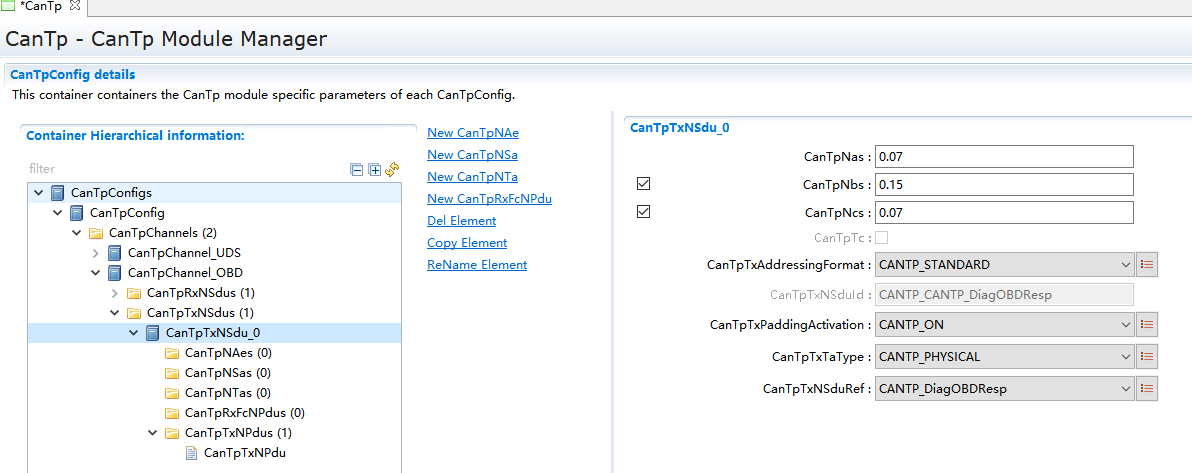 *CanTp
CanTp - CanTp Module Manager
CanTpConfig details
This container containers the CanTp module specific parameters of each CanTpConfig.
Container Hierarchical information:
filter
CanTpConfigs
CanTpConfig
CanTpChannels (2)
CanTpChannel_UDS
CanTpChannel_OBD
CanTpRxNSdus (1)
CanTpTxNSdus (1)
CanTpTxNSdu_0
CanTpNAes (0)
CanTpNSas (0)
CanTpNTas (0)
CanTpRxFcNPdus (0)
CanTpTxNPdus (1)
CanTpTxNPdu
New CanTpNAe
New CanTpNSa
New CanTpNTa
New CanTpRxFcNPdu
Del Element
Copy Element
ReName Element
CanTpTxNSdu_0
CanTpNas : 0.07
CanTpNbs : 0.15
CanTpNcs : 0.07
CanTpTc :
CanTpTxAddressingFormat : CANTP_STANDARD
CanTpTxNSduId : CANTP_CANTP_DiagOBDResp
CanTpTxPaddingActivation : CANTP_ON
CanTpTxTaType : CANTP_PHYSICAL
CanTpTxNSduRef : CANTP_DiagOBDResp